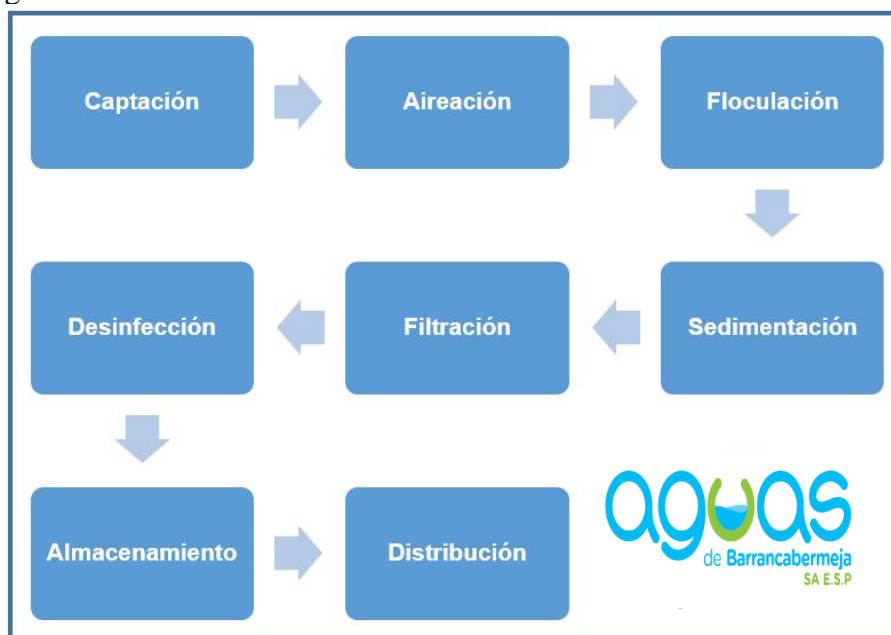 Captación
Aireación
Floculación
Sedimentación
Filtración
Desinfección
Almacenamiento
Distribución
aguas
de Barrancabermeja
SA E.S.P